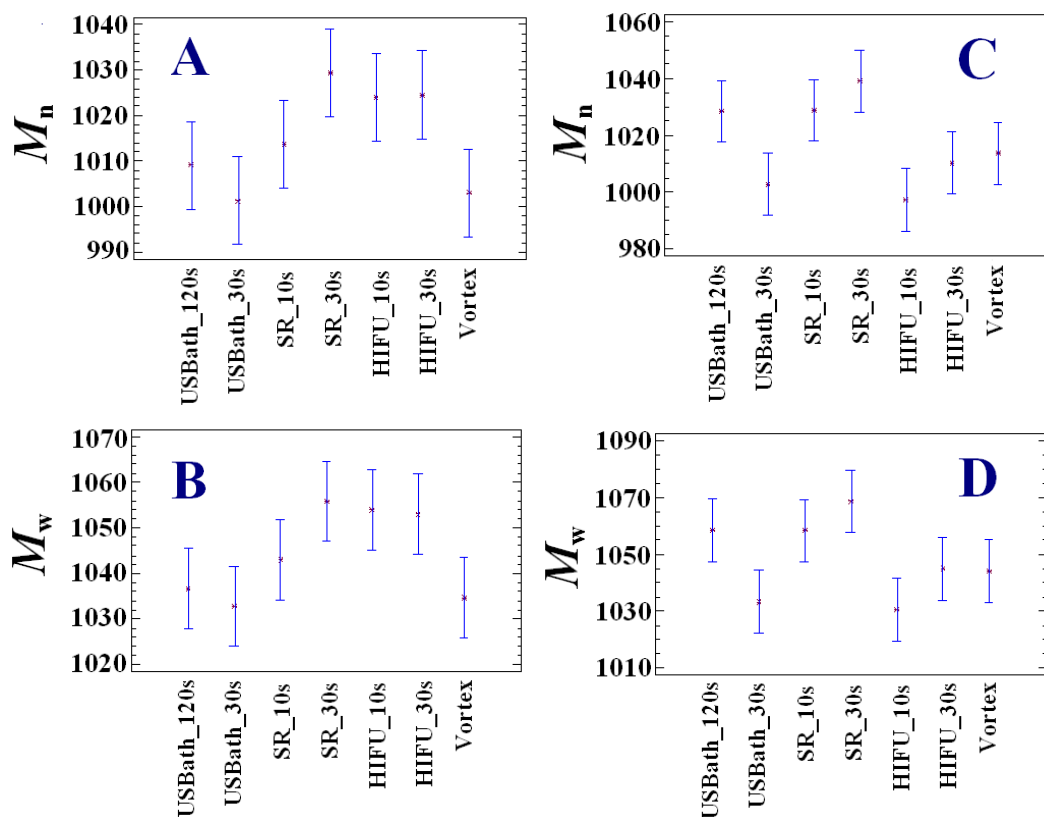 A
Mn
1040
1030
1020
1010
1000
990
USBath_120s
USBath_30s
SR_10s
SR_30s
HIFU_10s
HIFU_30s
Vortex
C
Mn
1060
1040
1020
1000
980
USBath_120s
USBath_30s
SR_10s
SR_30s
HIFU_10s
HIFU_30s
Vortex
B
Mw
1070
1060
1050
1040
1030
1020
USBath_120s
USBath_30s
SR_10s
SR_30s
HIFU_10s
HIFU_30s
Vortex
D
Mw
1090
1070
1050
1030
1010
USBath_120s
USBath_30s
SR_10s
SR_30s
HIFU_10s
HIFU_30s
Vortex